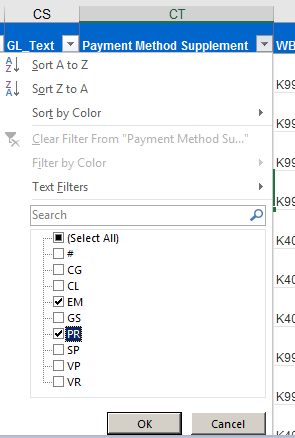 CS CT
GL_Text Payment Method Supplement WB
Sort A to Z
Sort Z to A
Sort by Color
Clear Filter From "Payment Method Su..."
Filter by Color
Text Filters
Search
(Select All)
#
CG
CL
EM
GS
PR
SP
VP
VR
OK Cancel
K99
K99
K99
K99
K40
K40
K40
K99
K99
K40